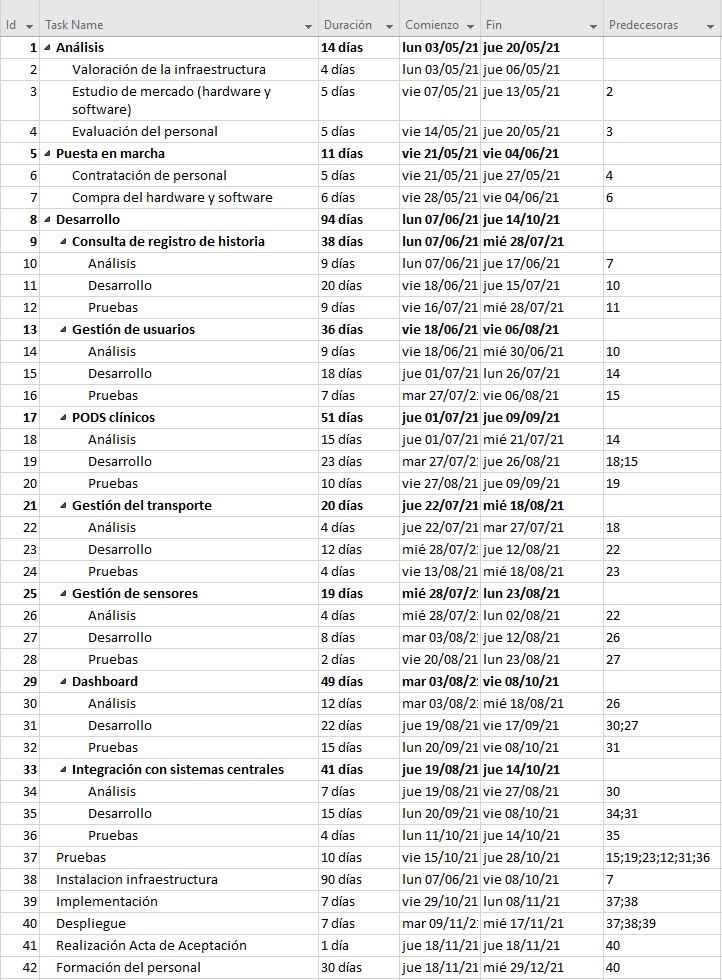 Id Task Name Duración Comienzo Fin Predecesoras
1 Análisis 14 días lun 03/05/21 jue 20/05/21
2 Valoración de la infraestructura 4 días lun 03/05/21 jue 06/05/21
3 Estudio de mercado (hardware y 5 días vie 07/05/21 jue 13/05/21 2
software)
4 Evaluación del personal 5 días vie 14/05/21 jue 20/05/21 3
5 Puesta en marcha 11 días vie 21/05/21 vie 04/06/21
6 Contratación de personal 5 días vie 21/05/21 jue 27/05/21 4
7 Compra del hardware y software 6 días vie 28/05/21 vie 04/06/21 6
8 Desarrollo 94 días lun 07/06/21 jue 14/10/21
9 Consulta de registro de historia 38 días lun 07/06/21 mié 28/07/21
10 Análisis 9 días lun 07/06/21 jue 17/06/21 7
11 Desarrollo 20 días vie 18/06/21 jue 15/07/21 10
12 Pruebas 9 días vie 16/07/21 mié 28/07/21 11
13 Gestión de usuarios 36 días vie 18/06/21 vie 06/08/21
14 Análisis 9 días vie 18/06/21 mié 30/06/21 10
15 Desarrollo 18 días jue 01/07/21 lun 26/07/21 14
16 Pruebas 7 días mar 27/07/2 vie 06/08/21 15
17 PODS clínicos 51 días jue 01/07/21 jue 09/09/21
18 Análisis 15 días jue 01/07/21 mié 21/07/21 14
19 Desarrollo 23 días mar 27/07/2 jue 26/08/21 18;15
20 Pruebas 10 días vie 27/08/21 jue 09/09/21 19
21 Gestión del transporte 20 días jue 22/07/21 mié 18/08/21
22 Análisis 4 días jue 22/07/21 mar 27/07/21 18
23 Desarrollo 12 días mié 28/07/2 jue 12/08/21 22
24 Pruebas 4 días vie 13/08/21 mié 18/08/21 23
25 Gestión de sensores 19 días mié 28/07/2 lun 23/08/21
26 Análisis 4 días mié 28/07/2 lun 02/08/21 22
27 Desarrollo 8 días mar 03/08/2 jue 12/08/21 26
28 Pruebas 2 días vie 20/08/21 lun 23/08/21 27
29 Dashboard 49 días mar 03/08/2 vie 08/10/21
30 Análisis 12 días mar 03/08/2 mié 18/08/21 26
31 Desarrollo 22 días jue 19/08/21 vie 17/09/21 30;27
32 Pruebas 15 días lun 20/09/21 vie 08/10/21 31
33 Integración con sistemas centrales 41 días jue 19/08/21 jue 14/10/21
34 Análisis 7 días jue 19/08/21 vie 27/08/21 30
35 Desarrollo 15 días lun 20/09/21 vie 08/10/21 34;31
36 Pruebas 4 días lun 11/10/21 jue 14/10/21 35
37 Pruebas 10 días vie 15/10/21 jue 28/10/21 15;19;23;12;31;36
38 Instalacion infraestructura 90 días lun 07/06/21 vie 08/10/21 7
39 Implementación 7 días vie 29/10/21 lun 08/11/21 37;38
40 Despliegue 7 días mar 09/11/2 mié 17/11/21 37;38;39
41 Realización Acta de Aceptación 1 día jue 18/11/21 jue 18/11/21 40
42 Formación del personal 30 días jue 18/11/21 mié 29/12/21 40